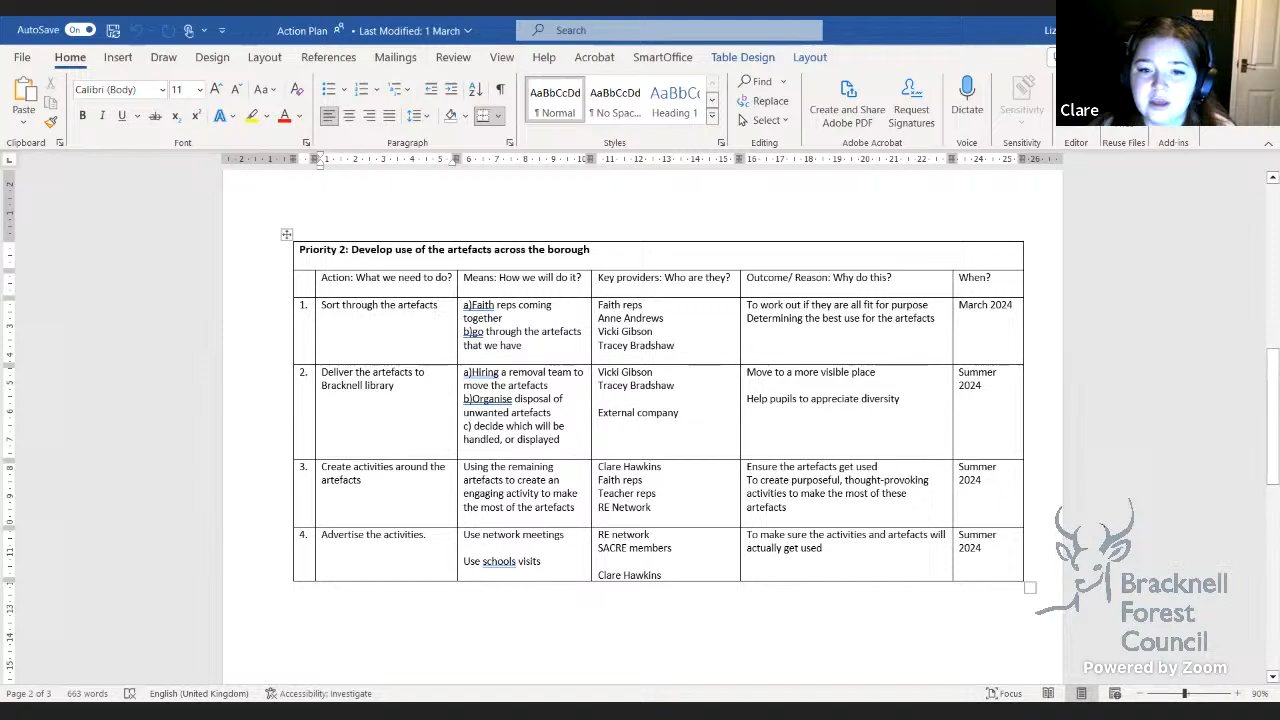 AutoSave On Action Plan • Last Modified: 1 March Search Liz
File Home Insert Draw Design Layout References Mailings Review View Help Acrobat SmartOffice Table Design Layout
Paste Calibri (Body) 11 Aa AaBbCcDd AaBbCcDd AaBbCc Find Replace Select Create and Share Adobe PDF Request Signatures Dictate Sensitivity
¶ Normal ¶ No Spac... Heading 1
Clipboard Font Paragraph Styles Editing Adobe Acrobat Voice Sensitivity Editor Reuse Files Add-ins
Clare
Priority 2: Develop use of the artefacts across the borough
Action: What we need to do? Means: How we will do it? Key providers: Who are they? Outcome/ Reason: Why do this? When?
1. Sort through the artefacts a)Faith reps coming Faith reps To work out if they are all fit for purpose March 2024
together Anne Andrews Determining the best use for the artefacts
b)go through the artefacts Vicki Gibson
that we have Tracey Bradshaw
2. Deliver the artefacts to a)Hiring a removal team to Vicki Gibson Move to a more visible place Summer
Bracknell library move the artefacts Tracey Bradshaw 2024
b)Organise disposal of Help pupils to appreciate diversity
unwanted artefacts External company
c) decide which will be
handled, or displayed
3. Create activities around the Using the remaining Clare Hawkins Ensure the artefacts get used Summer
artefacts artefacts to create an Faith reps To create purposeful, thought-provoking 2024
engaging activity to make Teacher reps activities to make the most of these
the most of the artefacts RE Network artefacts
4. Advertise the activities. Use network meetings RE network To make sure the activities and artefacts will Summer
SACRE members actually get used 2024
Use schools visits
Clare Hawkins
Bracknell
Forest
Council
Powered by Zoom
Page 2 of 3 663 words English (United Kingdom) Accessibility: Investigate Focus 90%